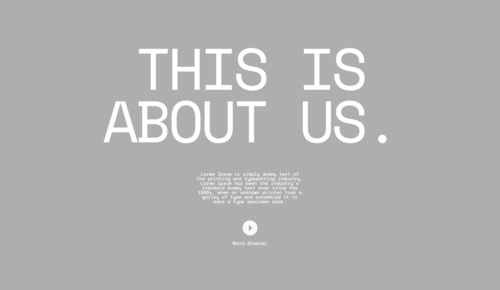 THIS IS
ABOUT US.
Lorem Ipsum is simply dummy text of
the printing and typesetting industry.
Lorem Ipsum has been the industry's
standard dummy text ever since the
1500s, when an unknown printer took a
galley of type and scrambled it to
make a type specimen book.
Watch Showreel